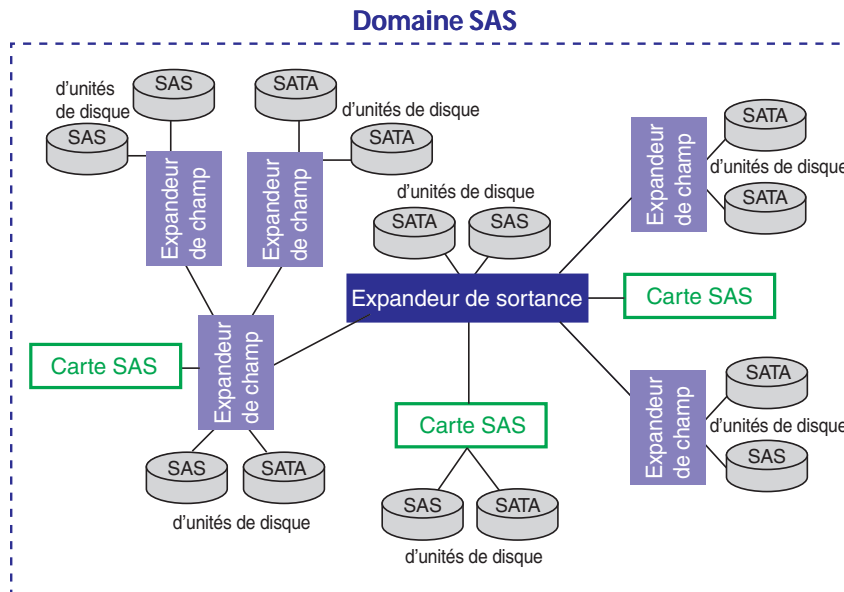 Domaine SAS
d'unités
de disque
SAS
SAS
SATA
d'unités de disque
SATA
Expandeur
de champ
Expandeur
de champ
SATA
d'unités de disque
SATA
Expandeur
de champ
d'unités de disque
SATA
SAS
Expandeur de sortance
Carte SAS
Carte SAS
Expandeur
de champ
SAS
SATA
d'unités de disque
Carte SAS
SAS
SATA
d'unités de disque
Expandeur
de champ
SATA
d'unités de disque
SAS